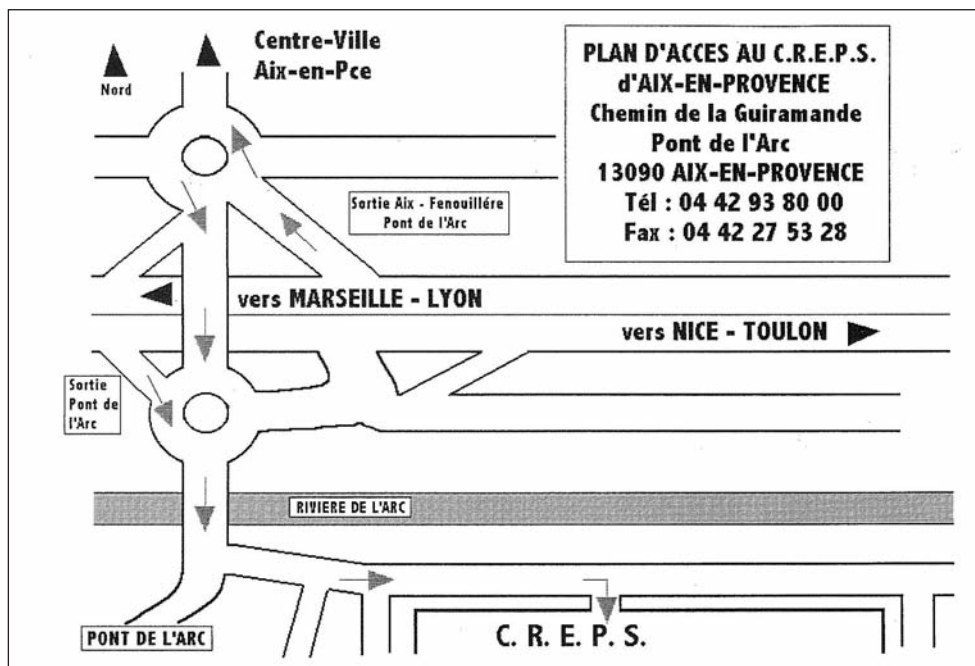 Centre-Ville
Aix-en-Pce
Nord
PLAN D'ACCES AU C.R.E.P.S.
d'AIX-EN-PROVENCE
Chemin de la Guiramande
Pont de l'Arc
13090 AIX-EN-PROVENCE
Tél : 04 42 93 80 00
Fax : 04 42 27 53 28
Sortie Aix - Fenouillére
Pont de l'Arc
vers MARSEILLE - LYON
vers NICE - TOULON
Sortie
Pont de
l'Arc
RIVIERE DE L'ARC
PONT DE L'ARC
C. R. E. P. S.